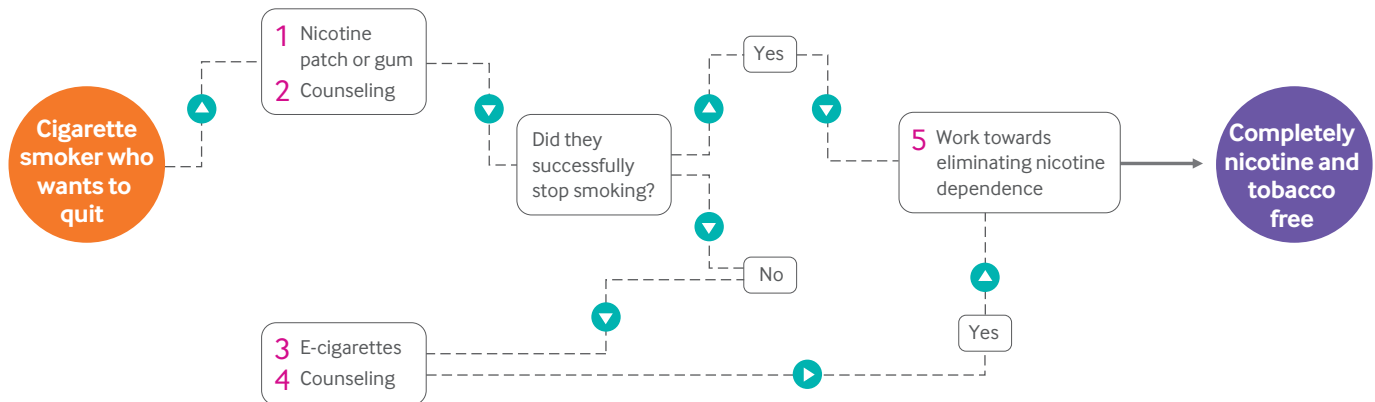 Cigarette
smoker who
wants to
quit
1 Nicotine
patch or gum
2 Counseling
Did they
successfully
stop smoking?
Yes
No
3 E-cigarettes
4 Counseling
Yes
5 Work towards
eliminating nicotine
dependence
Completely
nicotine and
tobacco
free